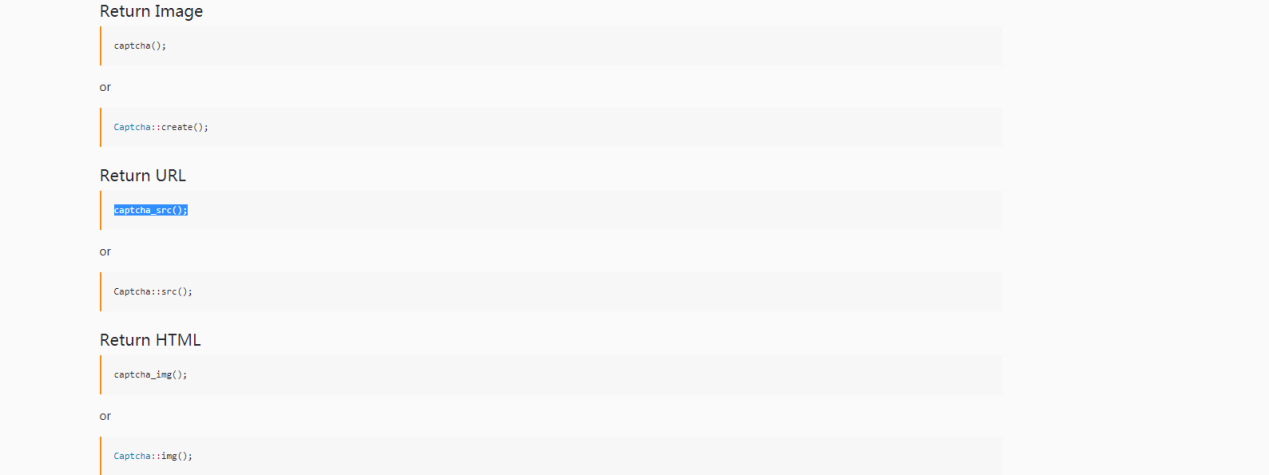 Return Image
captcha();
or
Captcha::create();
Return URL
captcha_src();
or
Captcha::src();
Return HTML
captcha_img();
or
Captcha::img();